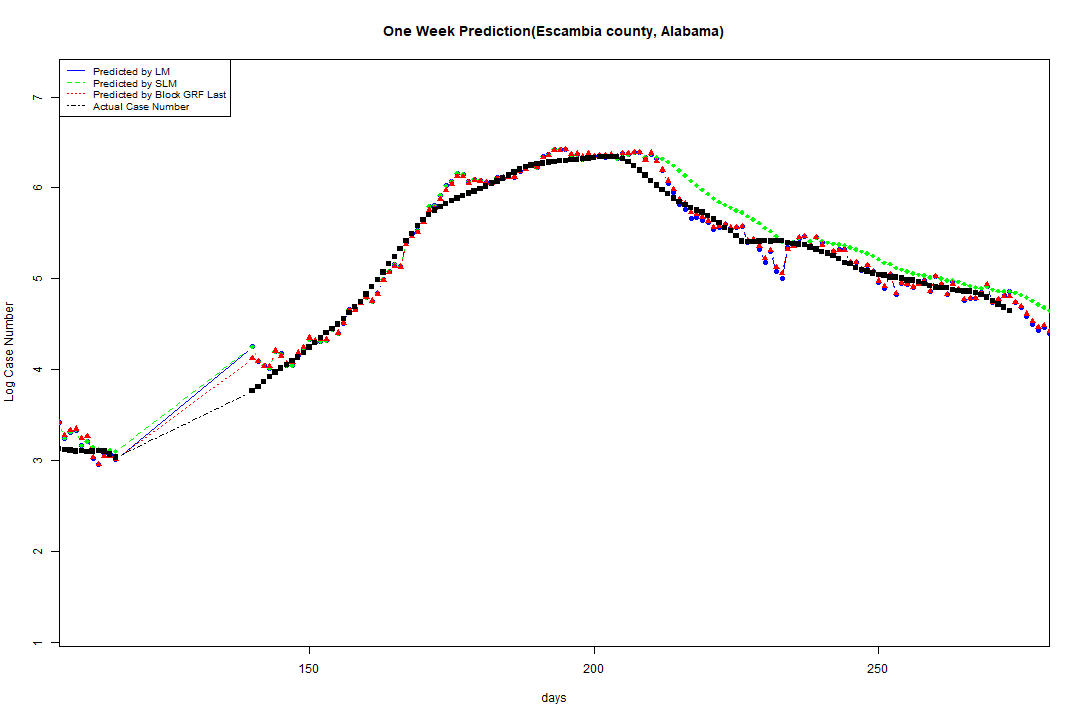 One Week Prediction(Escambia county, Alabama)
Predicted by LM
Predicted by SLM
Predicted by Block GRF Last
Actual Case Number
7
6
5
4
3
2
1
Log Case Number
150
200
250
days